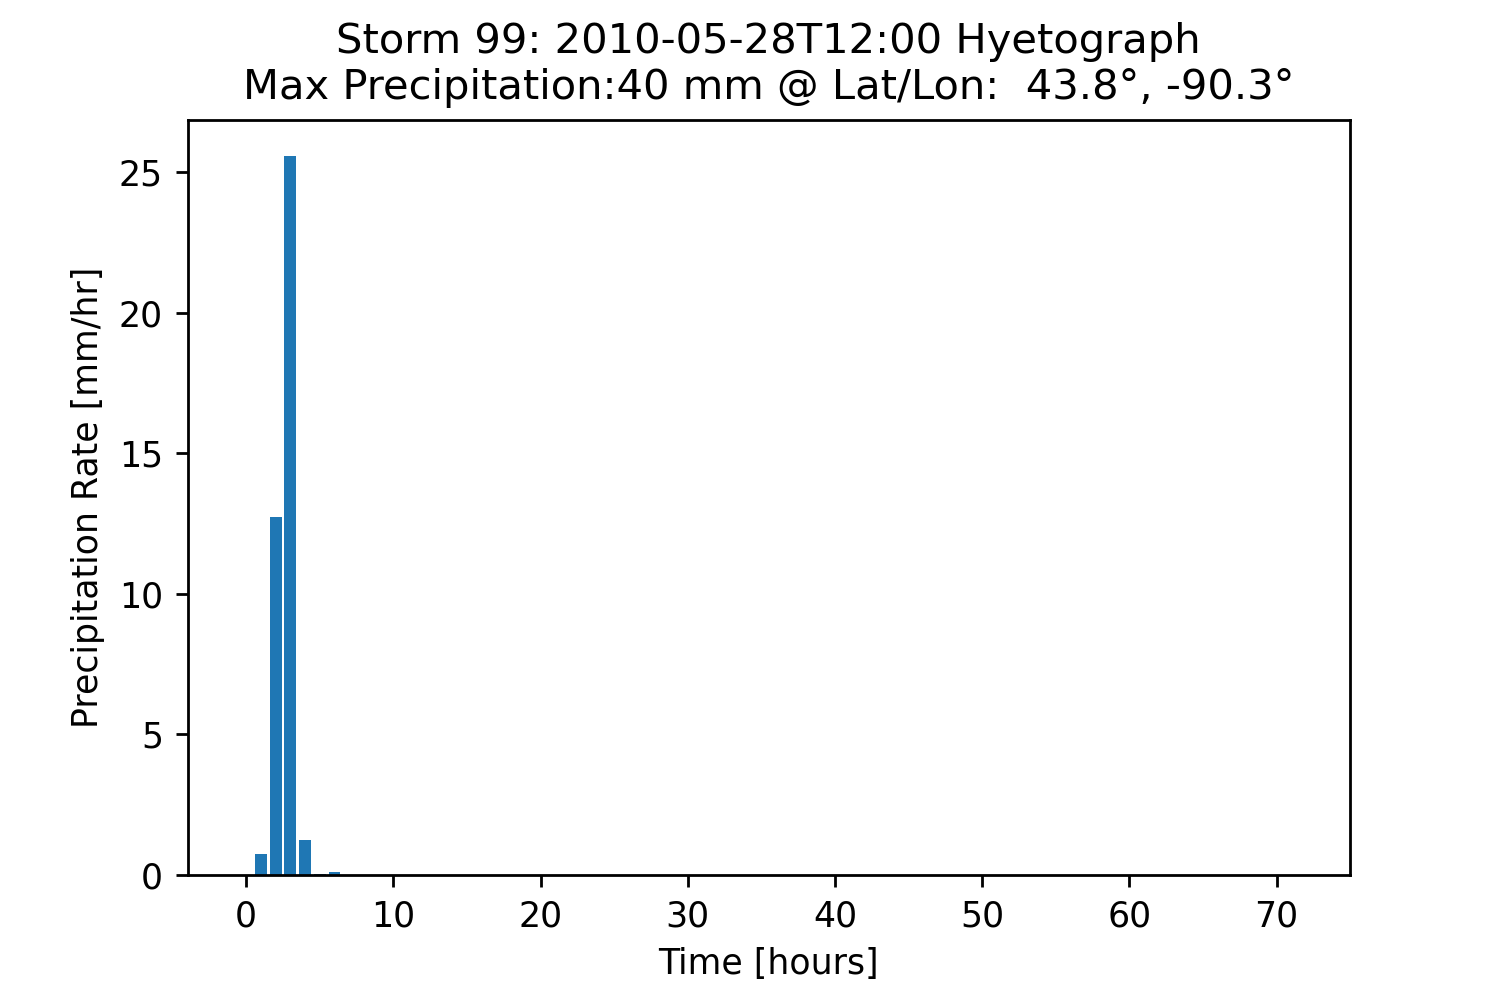 Storm 99: 2010-05-28T12:00 Hyetograph
Max Precipitation:40 mm @ Lat/Lon:  43.8°, -90.3°
Precipitation Rate [mm/hr]
25
20
15
10
5
0
0 10 20 30 40 50 60 70
Time [hours]